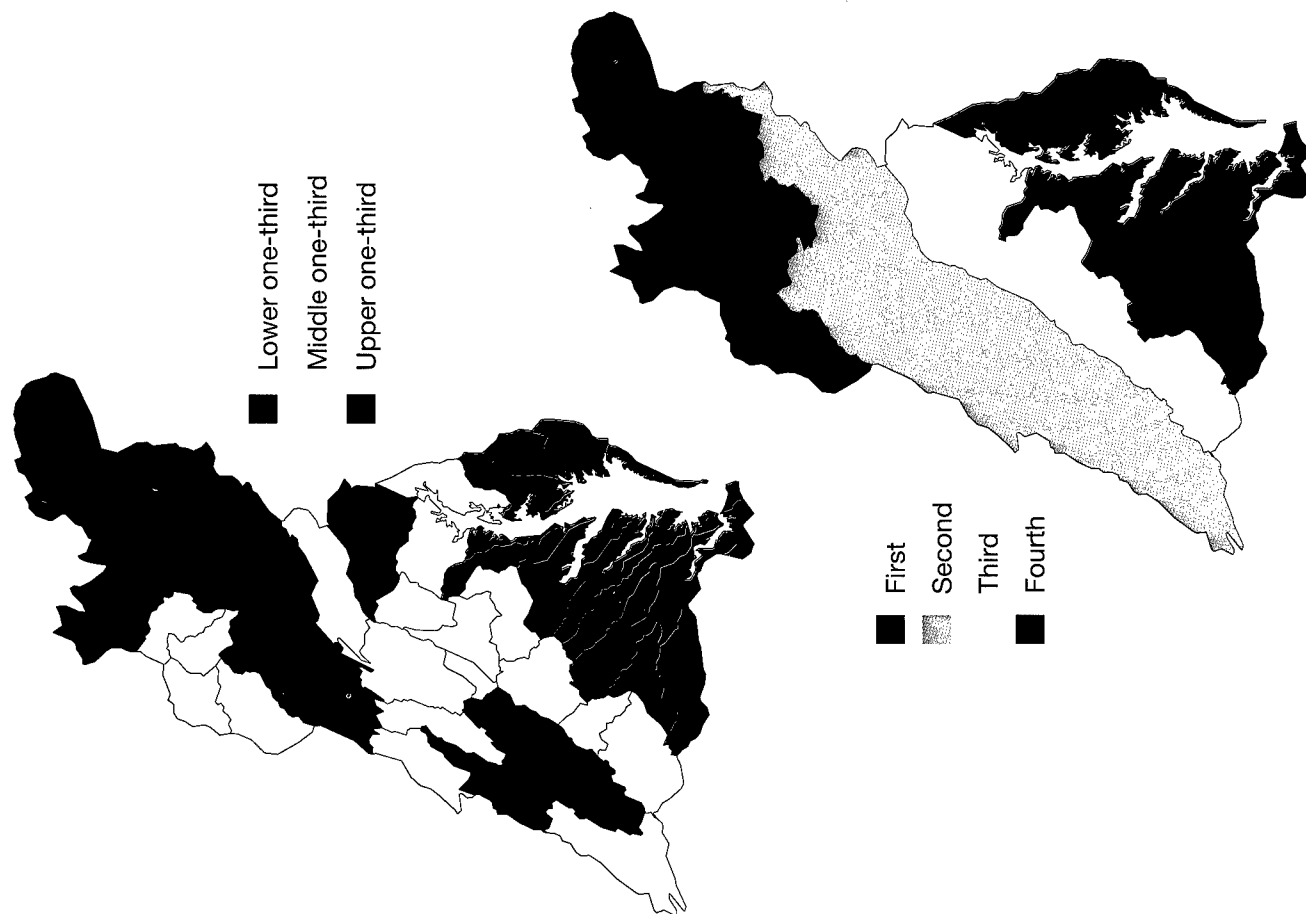 Lower one-third
Middle one-third
Upper one-third
First
Second
Third
Fourth